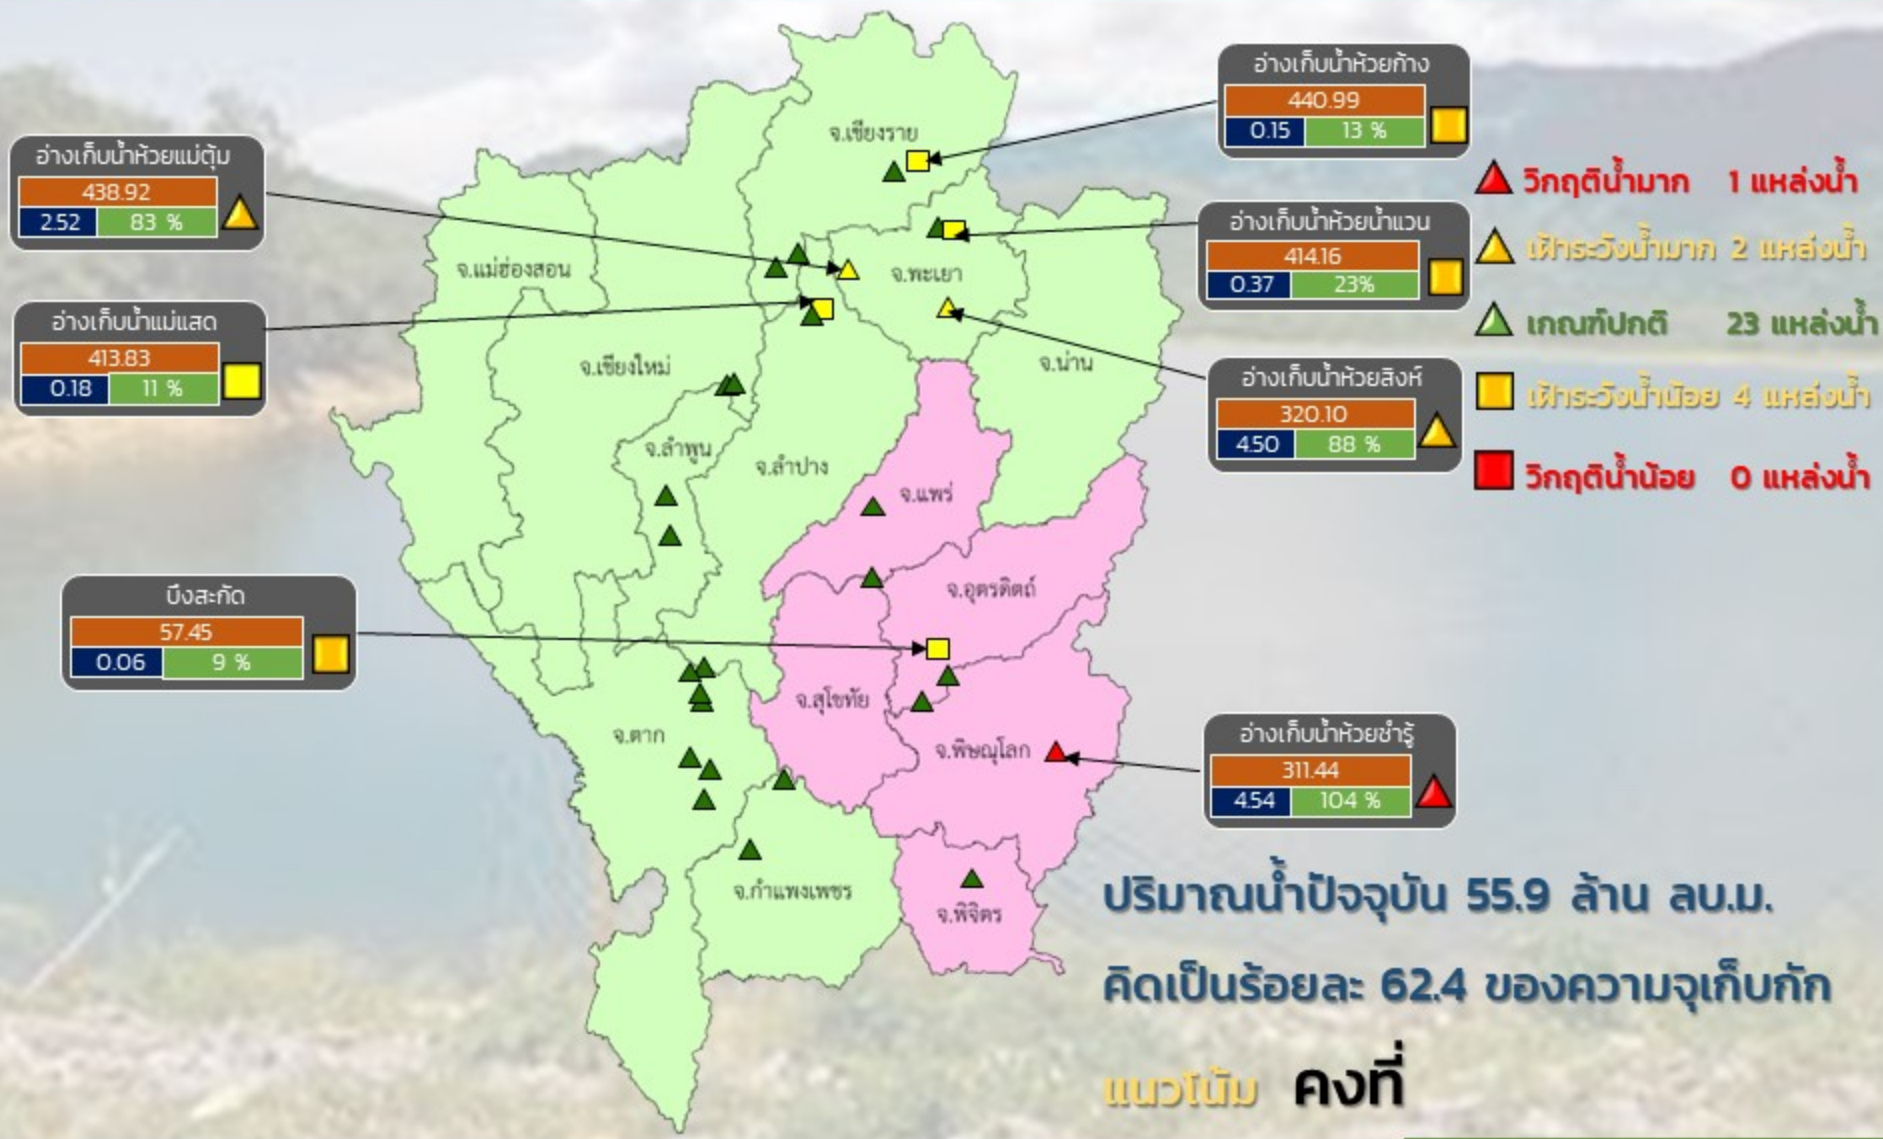 อ่างเก็บน้ำห้วยก้าง
440.99
0.15 13 %
อ่างเก็บน้ำห้วยแม่ตุ้ม
438.92
2.52 83 %
จ.เชียงราย
วิกฤติน้ำมาก 1 แหล่งน้ำ
อ่างเก็บน้ำห้วยน้ำแวน
414.16
0.37 23%
เฝ้าระวังน้ำมาก 2 แหล่งน้ำ
จ.แม่ฮ่องสอน
จ.พะเยา
อ่างเก็บน้ำแม่แสด
413.83
0.18 11 %
เกณฑ์ปกติ 23 แหล่งน้ำ
จ.เชียงใหม่
จ.น่าน
อ่างเก็บน้ำห้วยสิงห์
320.10
4.50 88 %
เฝ้าระวังน้ำน้อย 4 แหล่งน้ำ
จ.ลำพูน
จ.ลำปาง
วิกฤติน้ำน้อย 0 แหล่งน้ำ
จ.แพร่
จ.อุตรดิตถ์
บึงสะกัด
57.45
0.06 9 %
จ.สุโขทัย
จ.ตาก
จ.พิษณุโลก
อ่างเก็บน้ำห้วยซำรู้
311.44
4.54 104 %
จ.กำแพงเพชร
จ.พิจิตร
ปริมาณน้ำปัจจุบัน 55.9 ล้าน ลบ.ม.
คิดเป็นร้อยละ 62.4 ของความจุเก็บกัก
แนวโน้ม คงที่